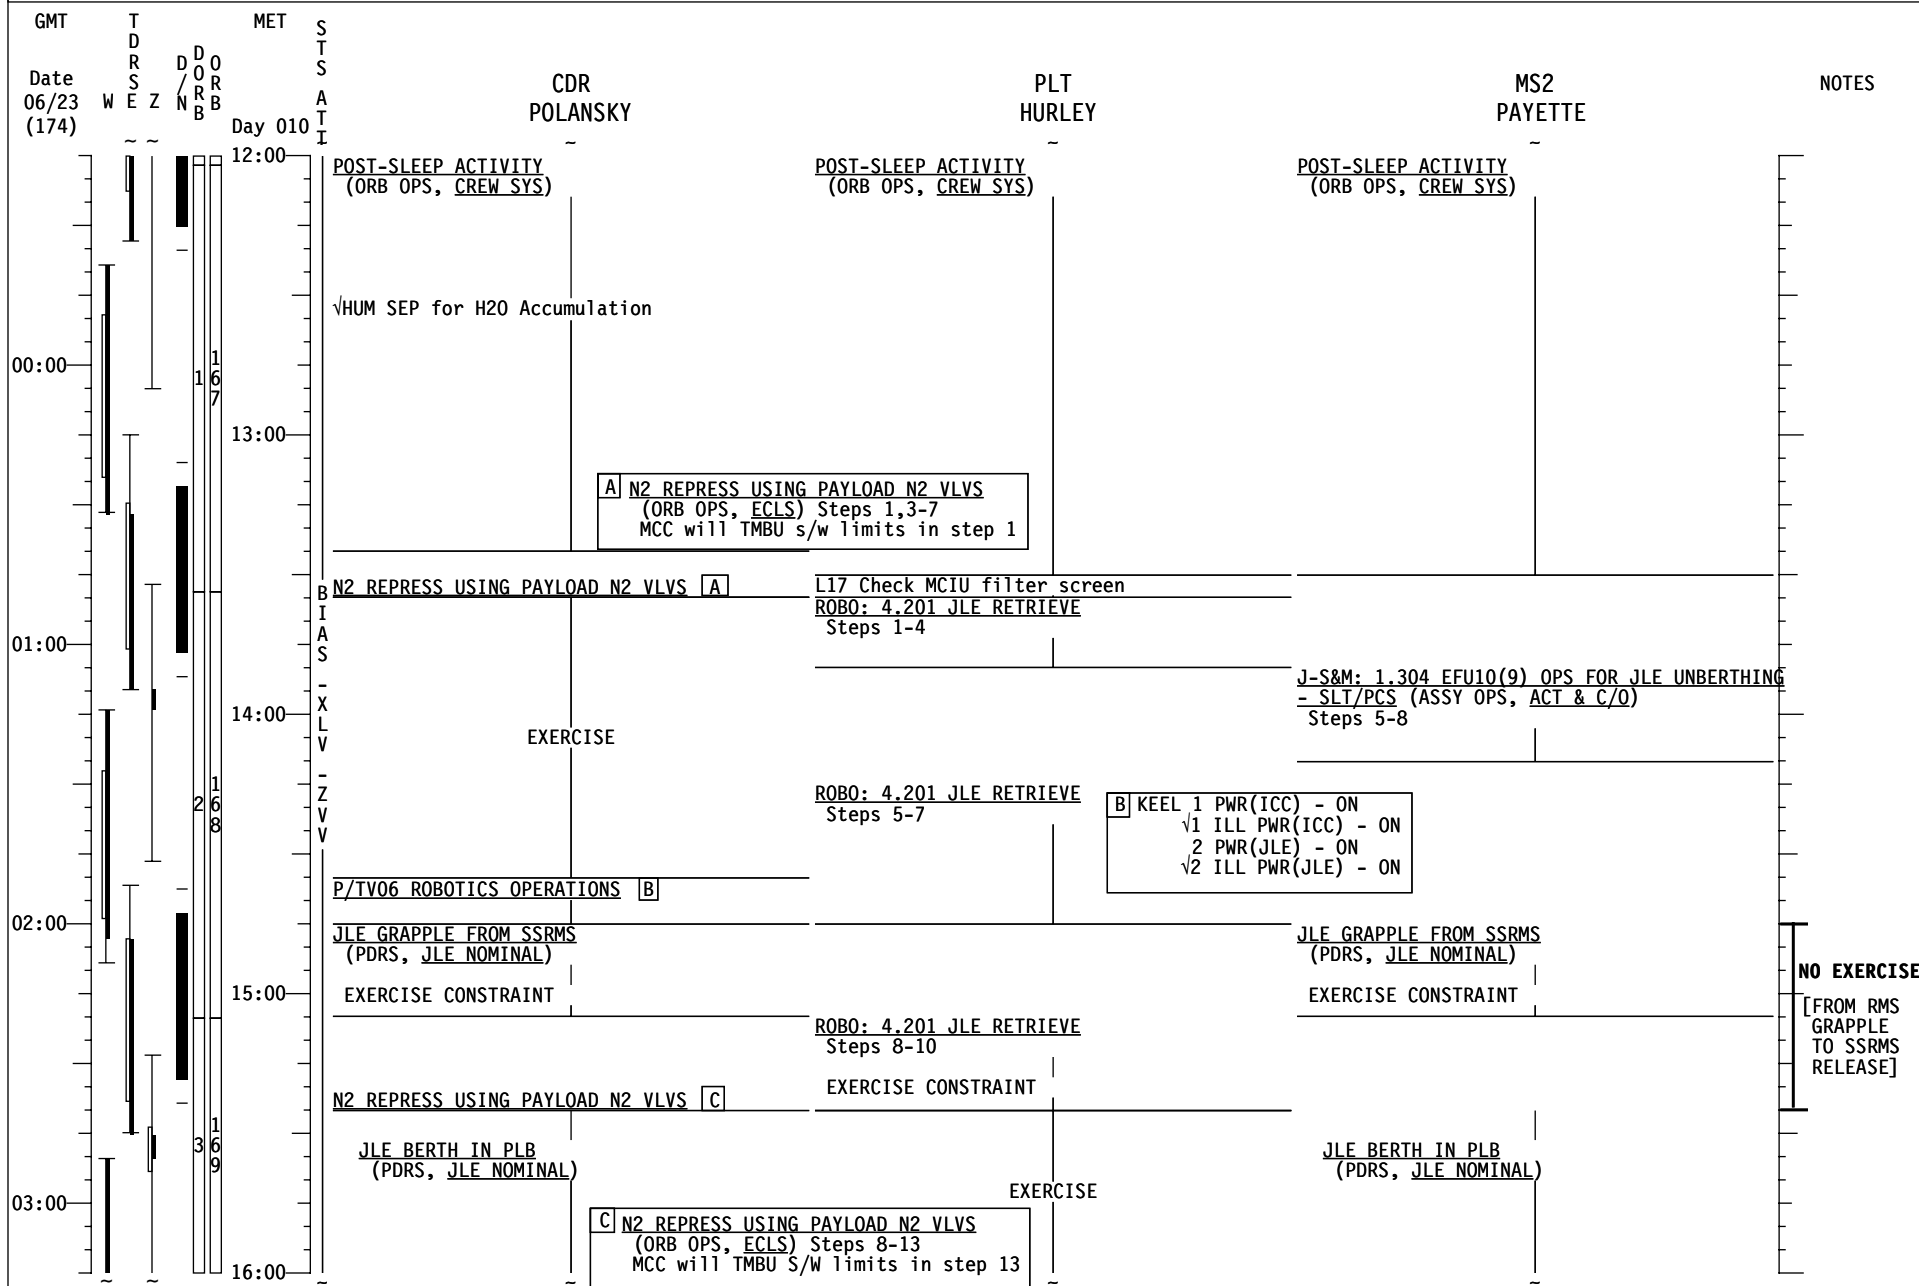 GMT
TDRS
MET
STS ATT
Date
06/23
(174)
W E Z
D/N
DORB
ORB
Day 010
CDR
POLANSKY
PLT
HURLEY
MS2
PAYETTE
NOTES
12:00
POST-SLEEP ACTIVITY
(ORB OPS, CREW SYS)
POST-SLEEP ACTIVITY
(ORB OPS, CREW SYS)
POST-SLEEP ACTIVITY
(ORB OPS, CREW SYS)
√HUM SEP for H2O Accumulation
00:00
1
167
13:00
A N2 REPRESS USING PAYLOAD N2 VLVS
(ORB OPS, ECLS) Steps 1,3-7
MCC will TMBU s/w limits in step 1
N2 REPRESS USING PAYLOAD N2 VLVS A
L17 Check MCIU filter screen
ROBO: 4.201 JLE RETRIEVE
Steps 1-4
BIAS -XLV -ZVV
01:00
J-S&M: 1.304 EFU10(9) OPS FOR JLE UNBERTHING
- SLT/PCS (ASSY OPS, ACT & C/O)
Steps 5-8
14:00
EXERCISE
2
168
ROBO: 4.201 JLE RETRIEVE
Steps 5-7
B KEEL 1 PWR(ICC) - ON
√1 ILL PWR(ICC) - ON
2 PWR(JLE) - ON
√2 ILL PWR(JLE) - ON
P/TV06 ROBOTICS OPERATIONS B
02:00
JLE GRAPPLE FROM SSRMS
(PDRS, JLE NOMINAL)
JLE GRAPPLE FROM SSRMS
(PDRS, JLE NOMINAL)
NO EXERCISE
15:00
EXERCISE CONSTRAINT
EXERCISE CONSTRAINT
[FROM RMS
GRAPPLE
TO SSRMS
RELEASE]
ROBO: 4.201 JLE RETRIEVE
Steps 8-10
EXERCISE CONSTRAINT
N2 REPRESS USING PAYLOAD N2 VLVS C
3
169
JLE BERTH IN PLB
(PDRS, JLE NOMINAL)
JLE BERTH IN PLB
(PDRS, JLE NOMINAL)
EXERCISE
03:00
C N2 REPRESS USING PAYLOAD N2 VLVS
(ORB OPS, ECLS) Steps 8-13
MCC will TMBU S/W limits in step 13
16:00